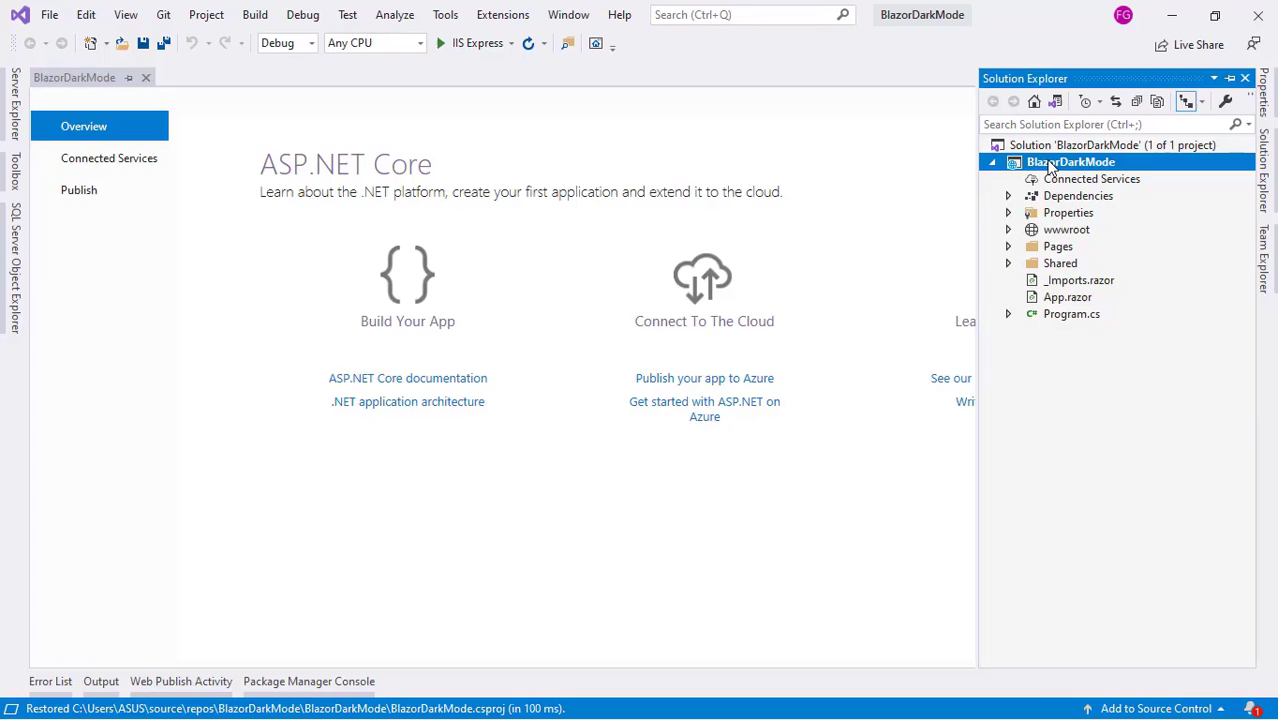 File Edit View Git Project Build Debug Test Analyze Tools Extensions Window Help Search (Ctrl+Q) BlazorDarkMode FG
Debug Any CPU IIS Express Live Share
Server Explorer
Toolbox
SQL Server Object Explorer
BlazorDarkMode
Overview
Connected Services
Publish
ASP.NET Core
Learn about the .NET platform, create your first application and extend it to the cloud.
Build Your App
ASP.NET Core documentation
.NET application architecture
Connect To The Cloud
Publish your app to Azure
Get started with ASP.NET on
Azure
Lea
See our
Wri
Solution Explorer
Search Solution Explorer (Ctrl+;)
Solution 'BlazorDarkMode' (1 of 1 project)
BlazorDarkMode
Connected Services
Dependencies
Properties
wwwroot
Pages
Shared
_Imports.razor
App.razor
C# Program.cs
Properties
Solution Explorer
Team Explorer
Error List Output Web Publish Activity Package Manager Console
Restored C:\Users\ASUS\source\repos\BlazorDarkMode\BlazorDarkMode\BlazorDarkMode.csproj (in 100 ms). Add to Source Control 1